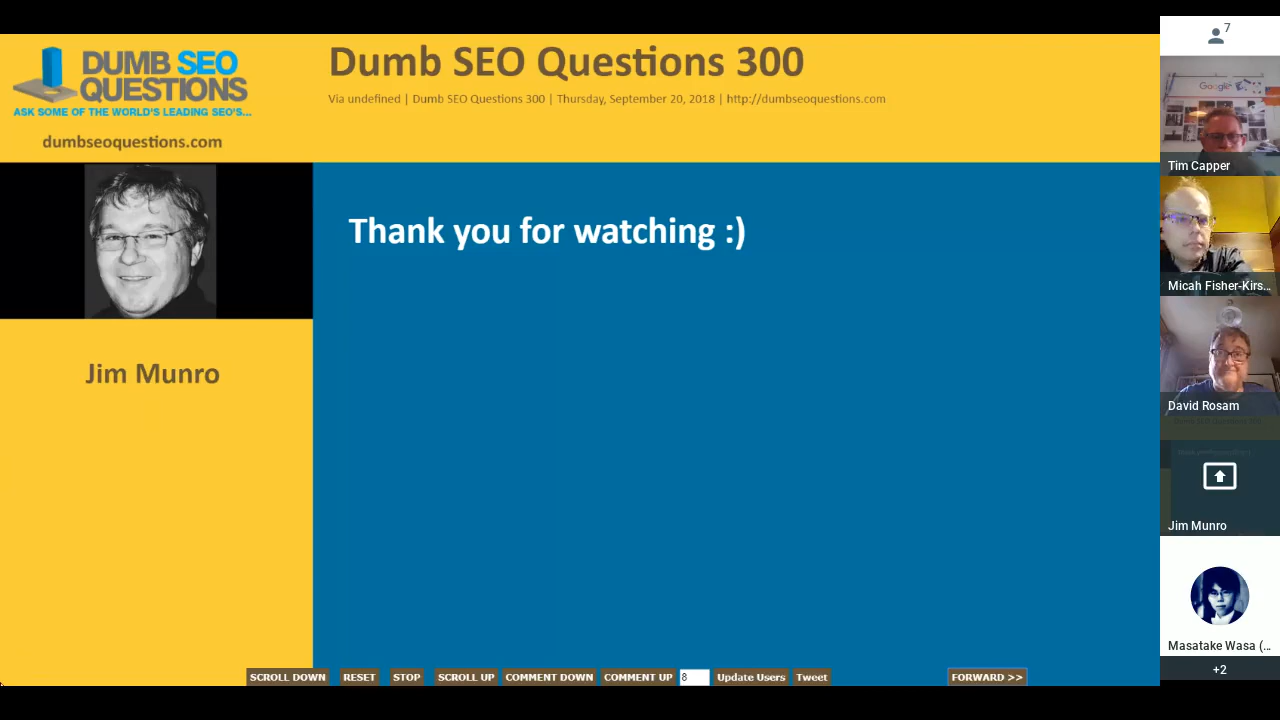 DUMB SEO
QUESTIONS
ASK SOME OF THE WORLD'S LEADING SEO'S...
dumbseoquestions.com
Dumb SEO Questions 300
Via undefined | Dumb SEO Questions 300 | Thursday, September 20, 2018 | http://dumbseoquestions.com
Jim Munro
Thank you for watching :)
SCROLL DOWN RESET STOP SCROLL UP COMMENT DOWN COMMENT UP 8 Update Users Tweet FORWARD >>
7
Google
Tim Capper
Micah Fisher-Kirs...
David Rosam
Jim Munro
Masatake Wasa (...
+2